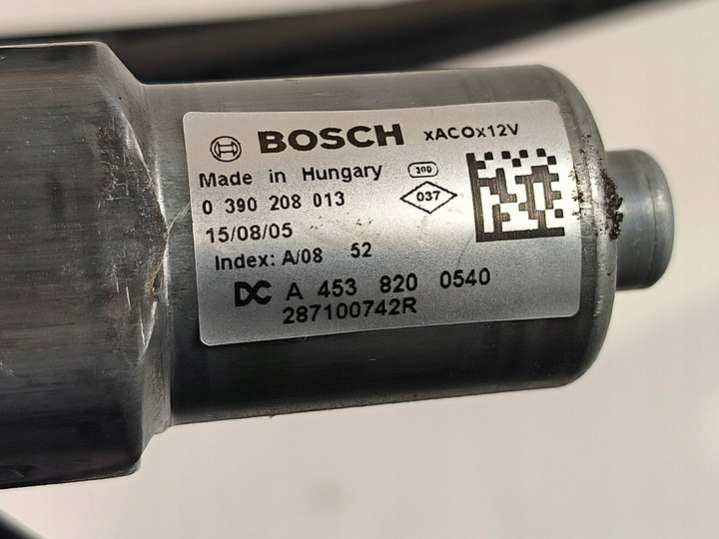 BOSCH xACOx12V
Made in Hungary 100
0 390 208 013 037
15/08/05
Index: A/08 52
DC A 453 820 0540
287100742R